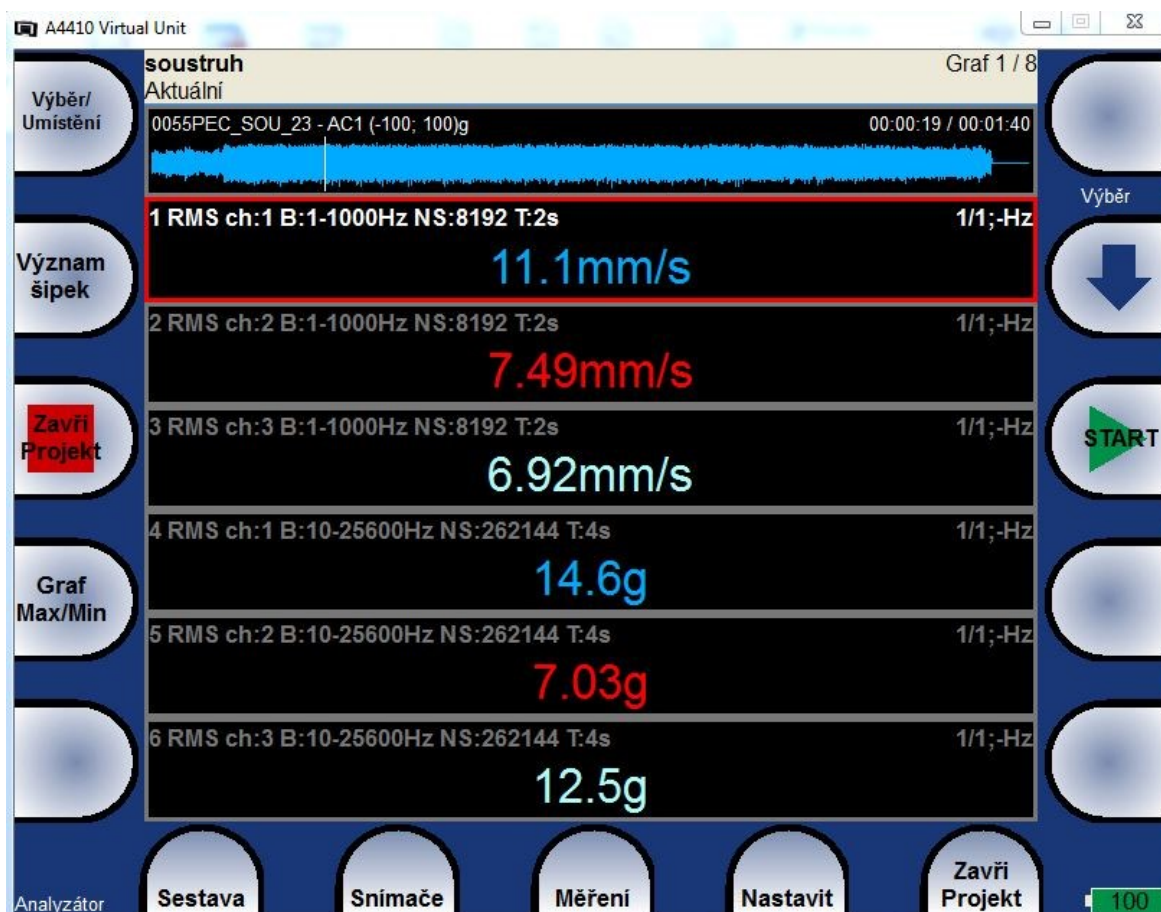 A4410 Virtual Unit
soustruh
Graf 1 / 8
Aktuální
Výběr/
Umístění
0055PEC_SOU_23 - AC1 (-100; 100)g
00:00:19 / 00:01:40
Výběr
1 RMS ch:1 B:1-1000Hz NS:8192 T:2s
1/1;-Hz
11.1mm/s
Význam
šipek
2 RMS ch:2 B:1-1000Hz NS:8192 T:2s
1/1;-Hz
7.49mm/s
Zavři
Projekt
3 RMS ch:3 B:1-1000Hz NS:8192 T:2s
1/1;-Hz
START
6.92mm/s
4 RMS ch:1 B:10-25600Hz NS:262144 T:4s
1/1;-Hz
14.6g
Graf
Max/Min
5 RMS ch:2 B:10-25600Hz NS:262144 T:4s
1/1;-Hz
7.03g
6 RMS ch:3 B:10-25600Hz NS:262144 T:4s
1/1;-Hz
12.5g
Analyzátor
Sestava
Snímače
Měření
Nastavit
Zavři
Projekt
100